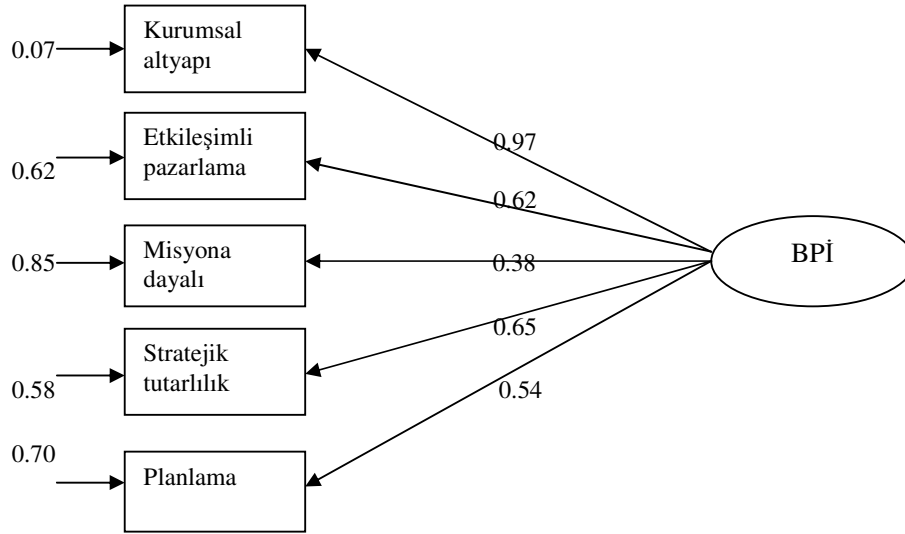 0.07
Kurumsal
altyapı
0.97
0.62
Etkileşimli
pazarlama
0.62
0.85
Misyona
dayalı
0.38
BPİ
0.58
Stratejik
tutarlılık
0.65
0.70
Planlama
0.54